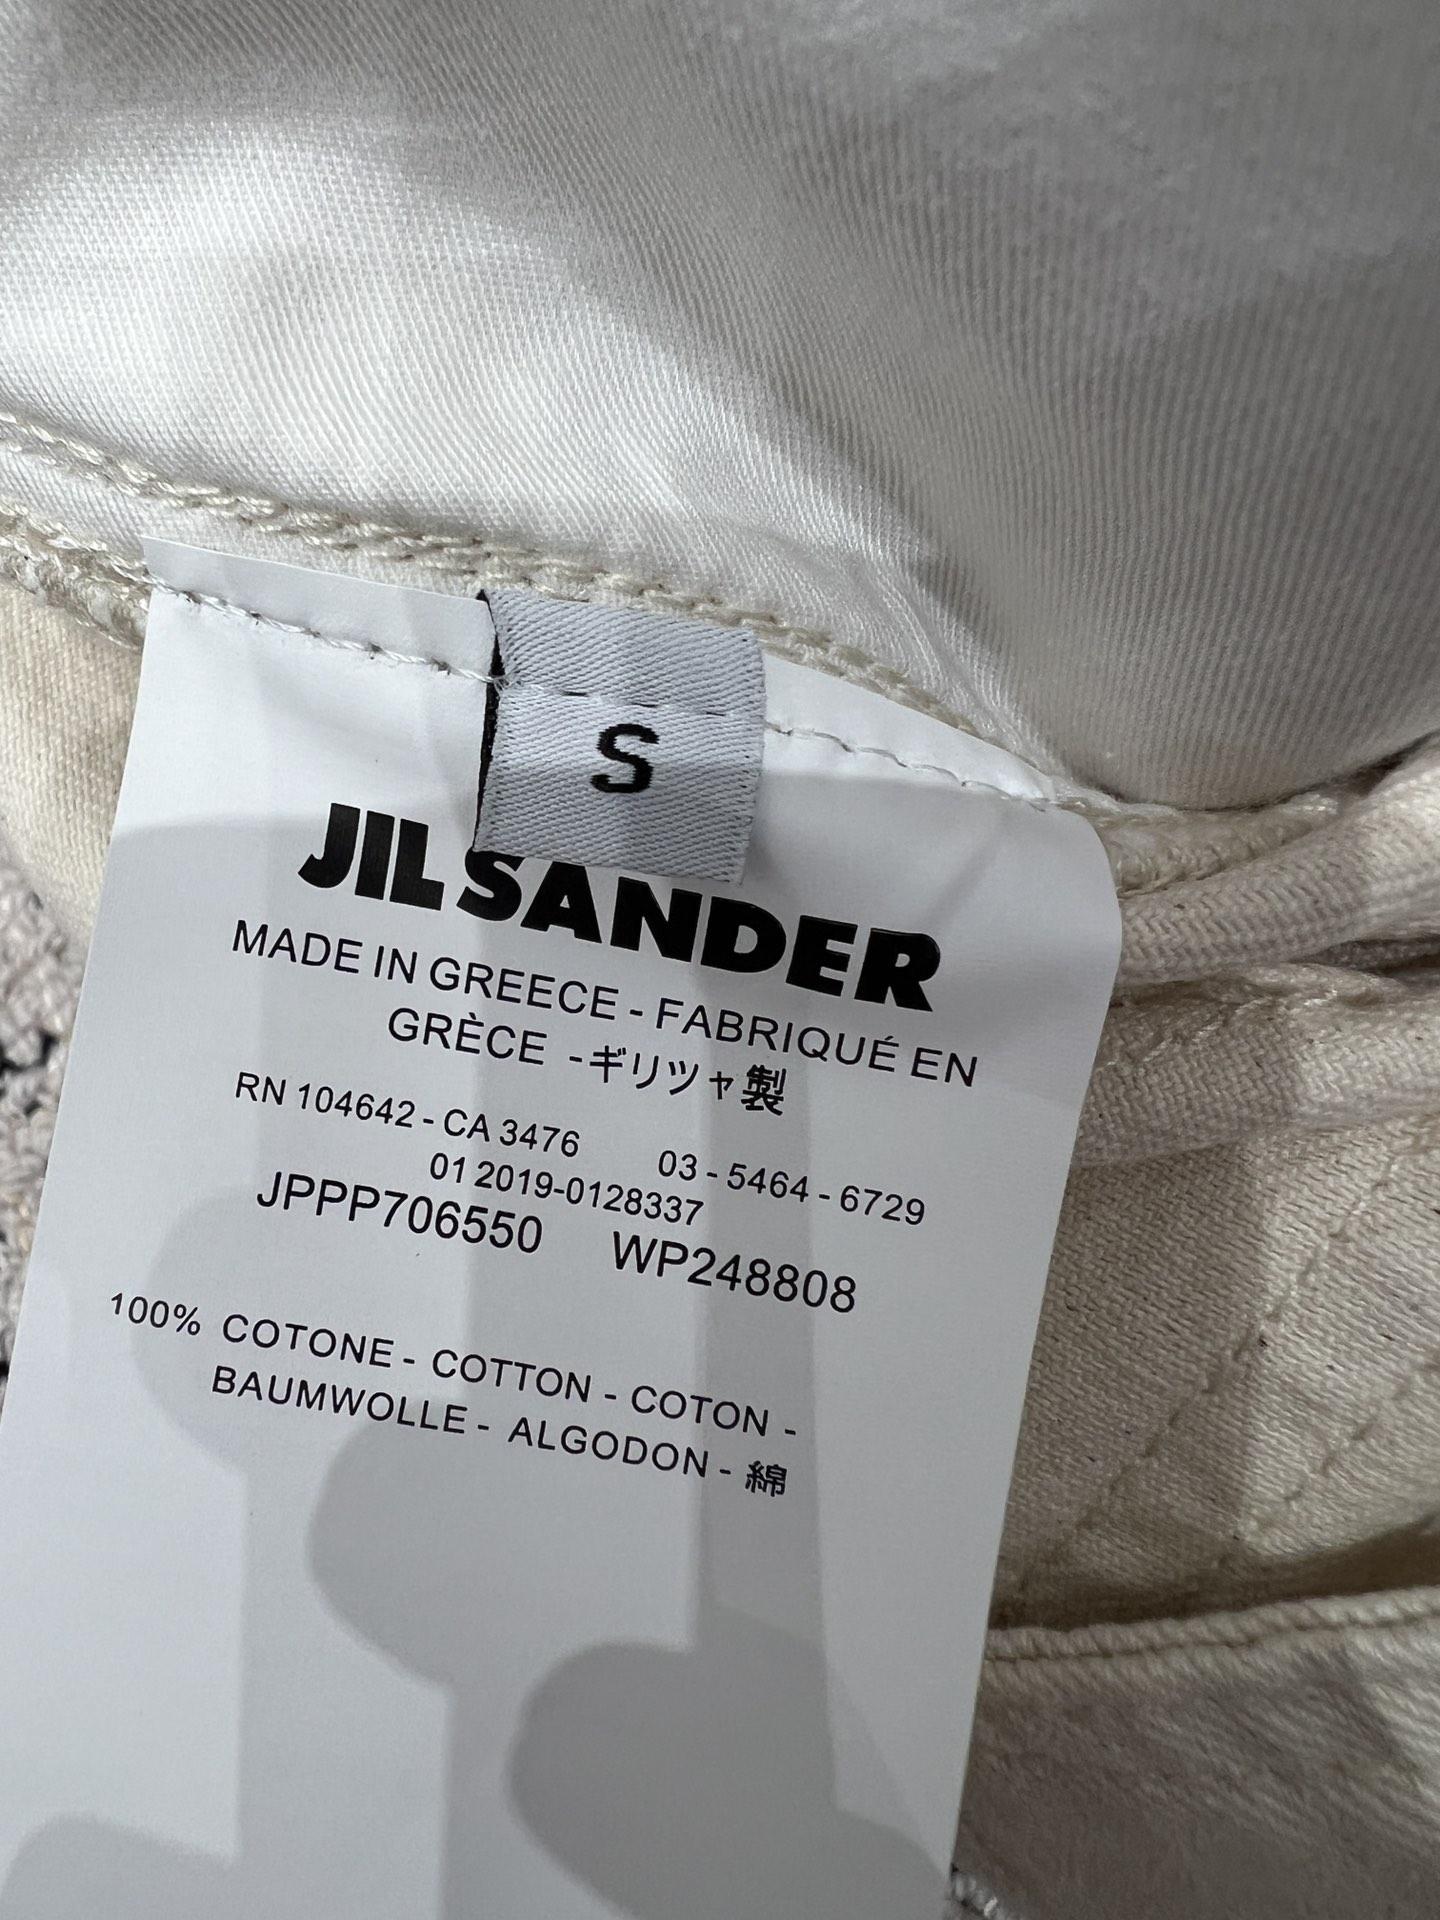 S
JIL SANDER
MADE IN GREECE - FABRIQUÉ EN
GRÈCE - ギリツャ製
RN 104642 - CA 3476 03 - 5464 - 6729
01 2019-0128337
JPPP706550 WP248808
100% COTONE - COTTON - COTON -
BAUMWOLLE - ALGODON - 綿